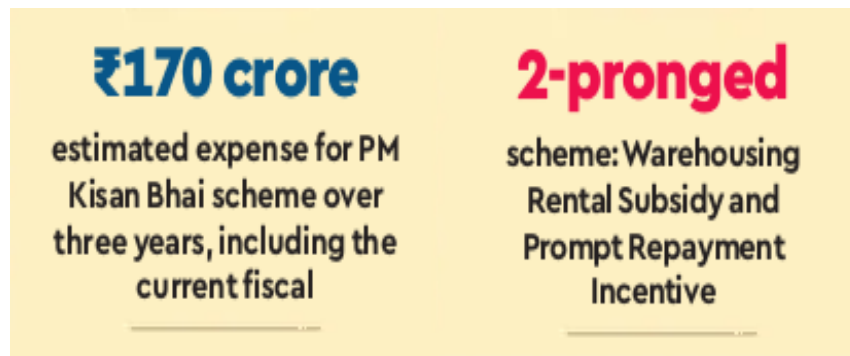 ₹170 crore
estimated expense for PM
Kisan Bhai scheme over
three years, including the
current fiscal
2-pronged
scheme: Warehousing
Rental Subsidy and
Prompt Repayment
Incentive